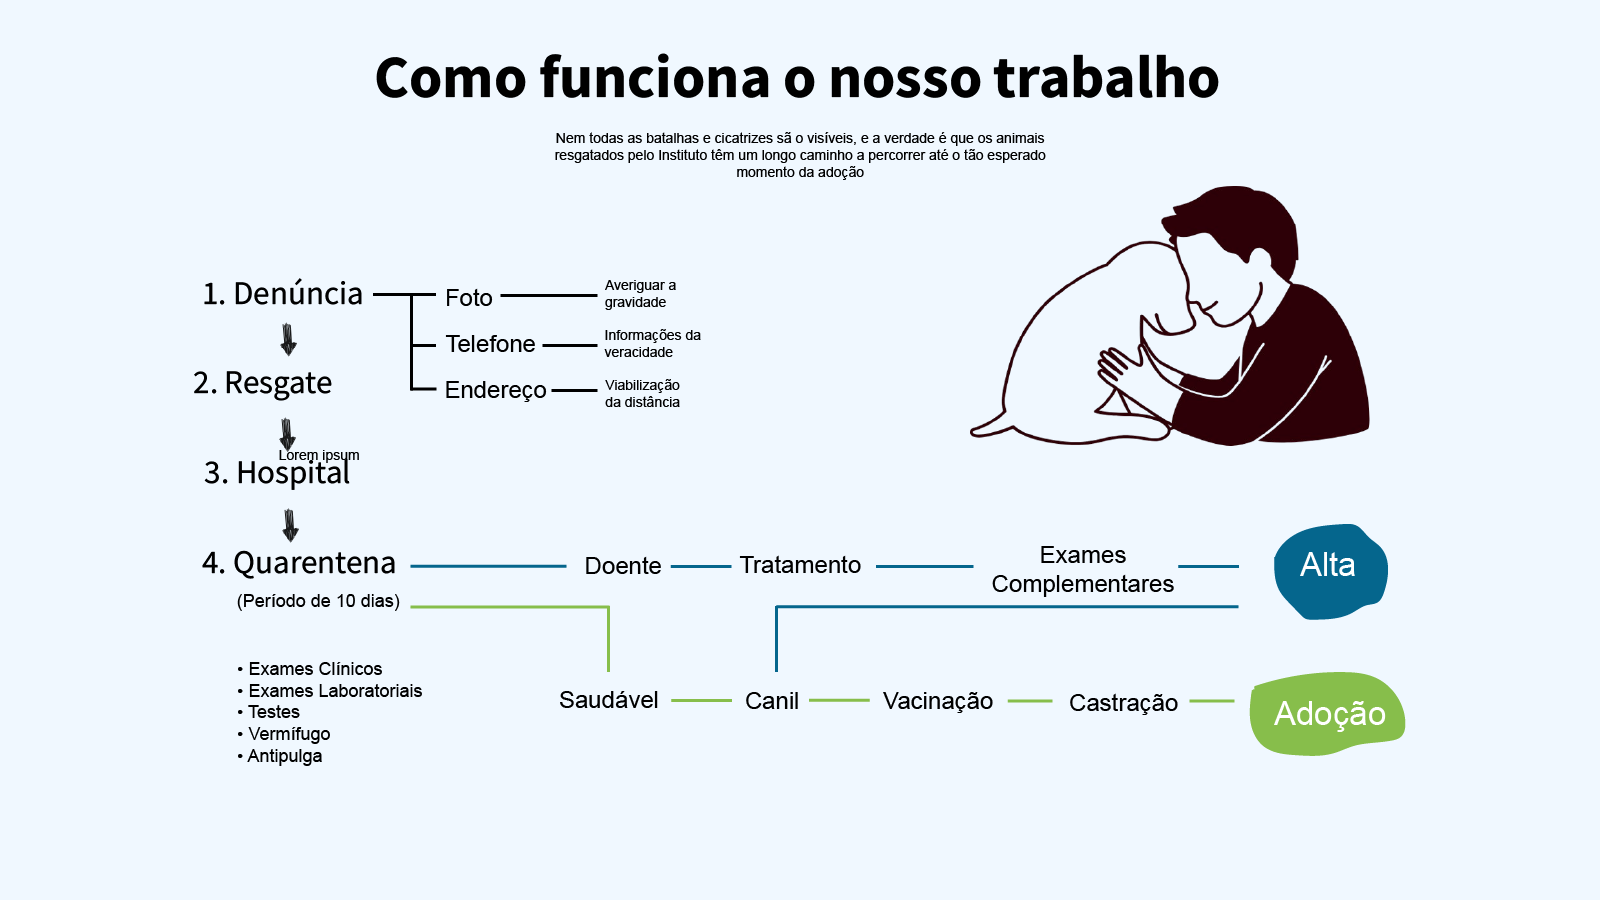 Como funciona o nosso trabalho
Nem todas as batalhas e cicatrizes sã o visíveis, e a verdade é que os animais
resgatados pelo Instituto têm um longo caminho a percorrer até o tão esperado
momento da adoção
1. Denúncia
Foto
Averiguar a
gravidade
Telefone
Informações da
veracidade
2. Resgate
Endereço
Viabilização
da distância
Lorem ipsum
3. Hospital
4. Quarentena
(Período de 10 dias)
Doente
Tratamento
Exames
Complementares
Alta
• Exames Clínicos
• Exames Laboratoriais
• Testes
• Vermífugo
• Antipulga
Saudável
Canil
Vacinação
Castração
Adoção